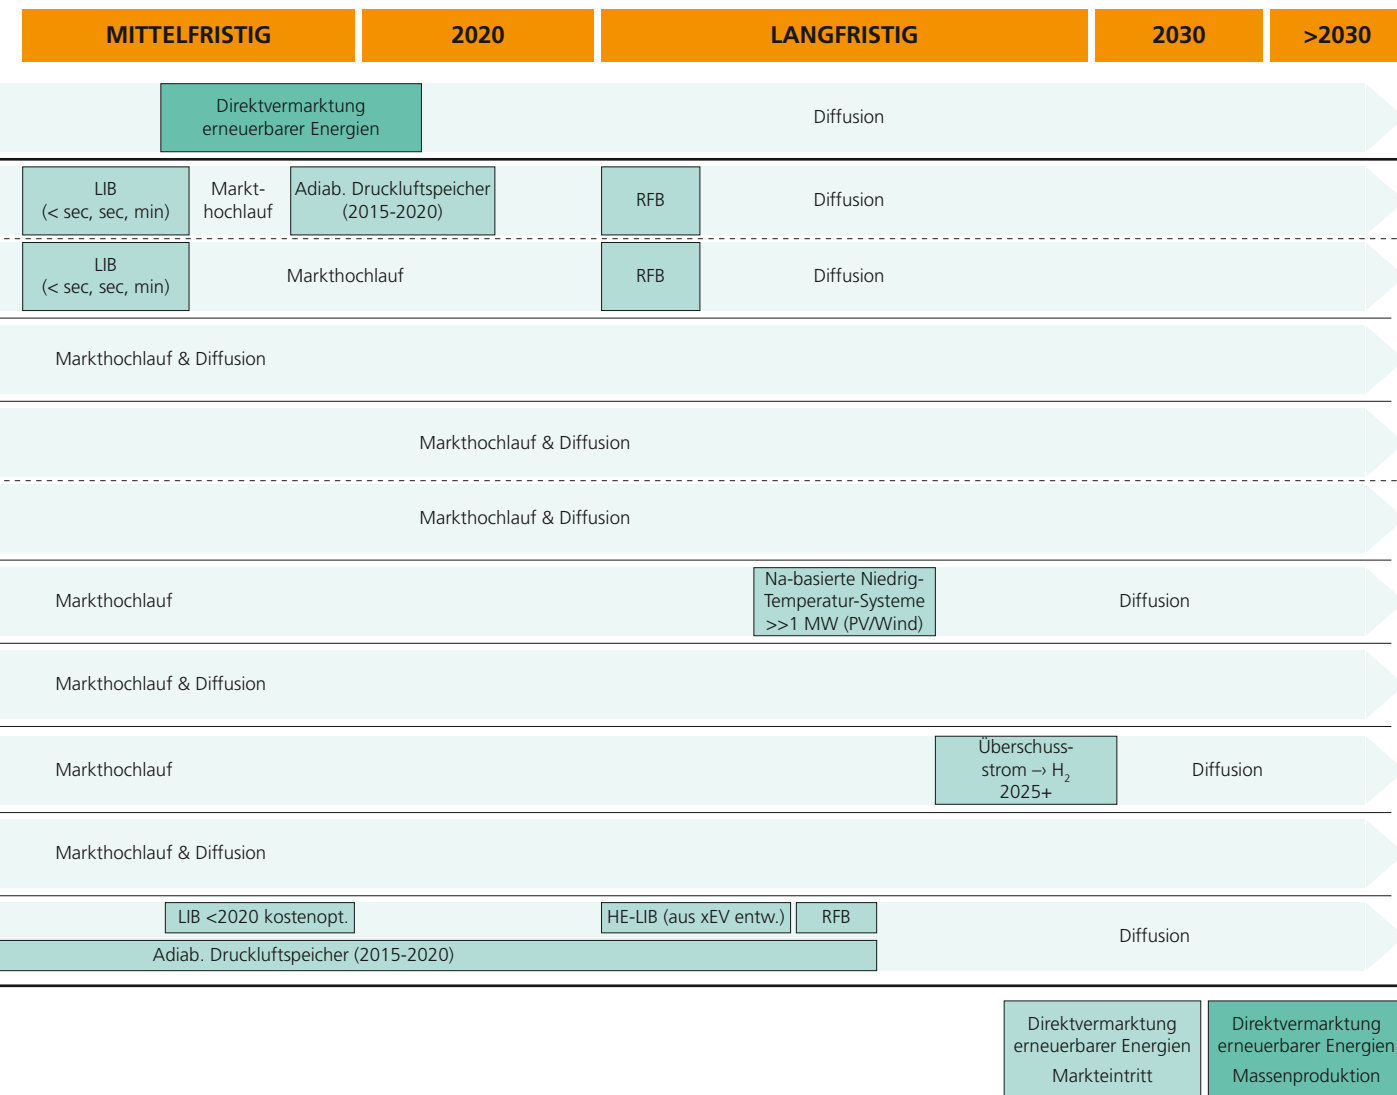 MITTELFRISTIG 2020 LANGFRISTIG 2030 >2030
Direktvermarktung
erneuerbarer Energien
Diffusion
LIB
(< sec, sec, min)
Markt-
hochlauf
Adiab. Druckluftspeicher
(2015-2020)
RFB
Diffusion
LIB
(< sec, sec, min)
Markthochlauf
RFB
Diffusion
Markthochlauf & Diffusion
Markthochlauf & Diffusion
Markthochlauf & Diffusion
Markthochlauf
Na-basierte Niedrig-
Temperatur-Systeme
>>1 MW (PV/Wind)
Diffusion
Markthochlauf & Diffusion
Markthochlauf
Überschuss-
strom –› H₂
2025+
Diffusion
Markthochlauf & Diffusion
LIB <2020 kostenopt.
HE-LIB (aus xEV entw.)
RFB
Adiab. Druckluftspeicher (2015-2020)
Diffusion
Direktvermarktung
erneuerbarer Energien
Markteintritt
Direktvermarktung
erneuerbarer Energien
Massenproduktion